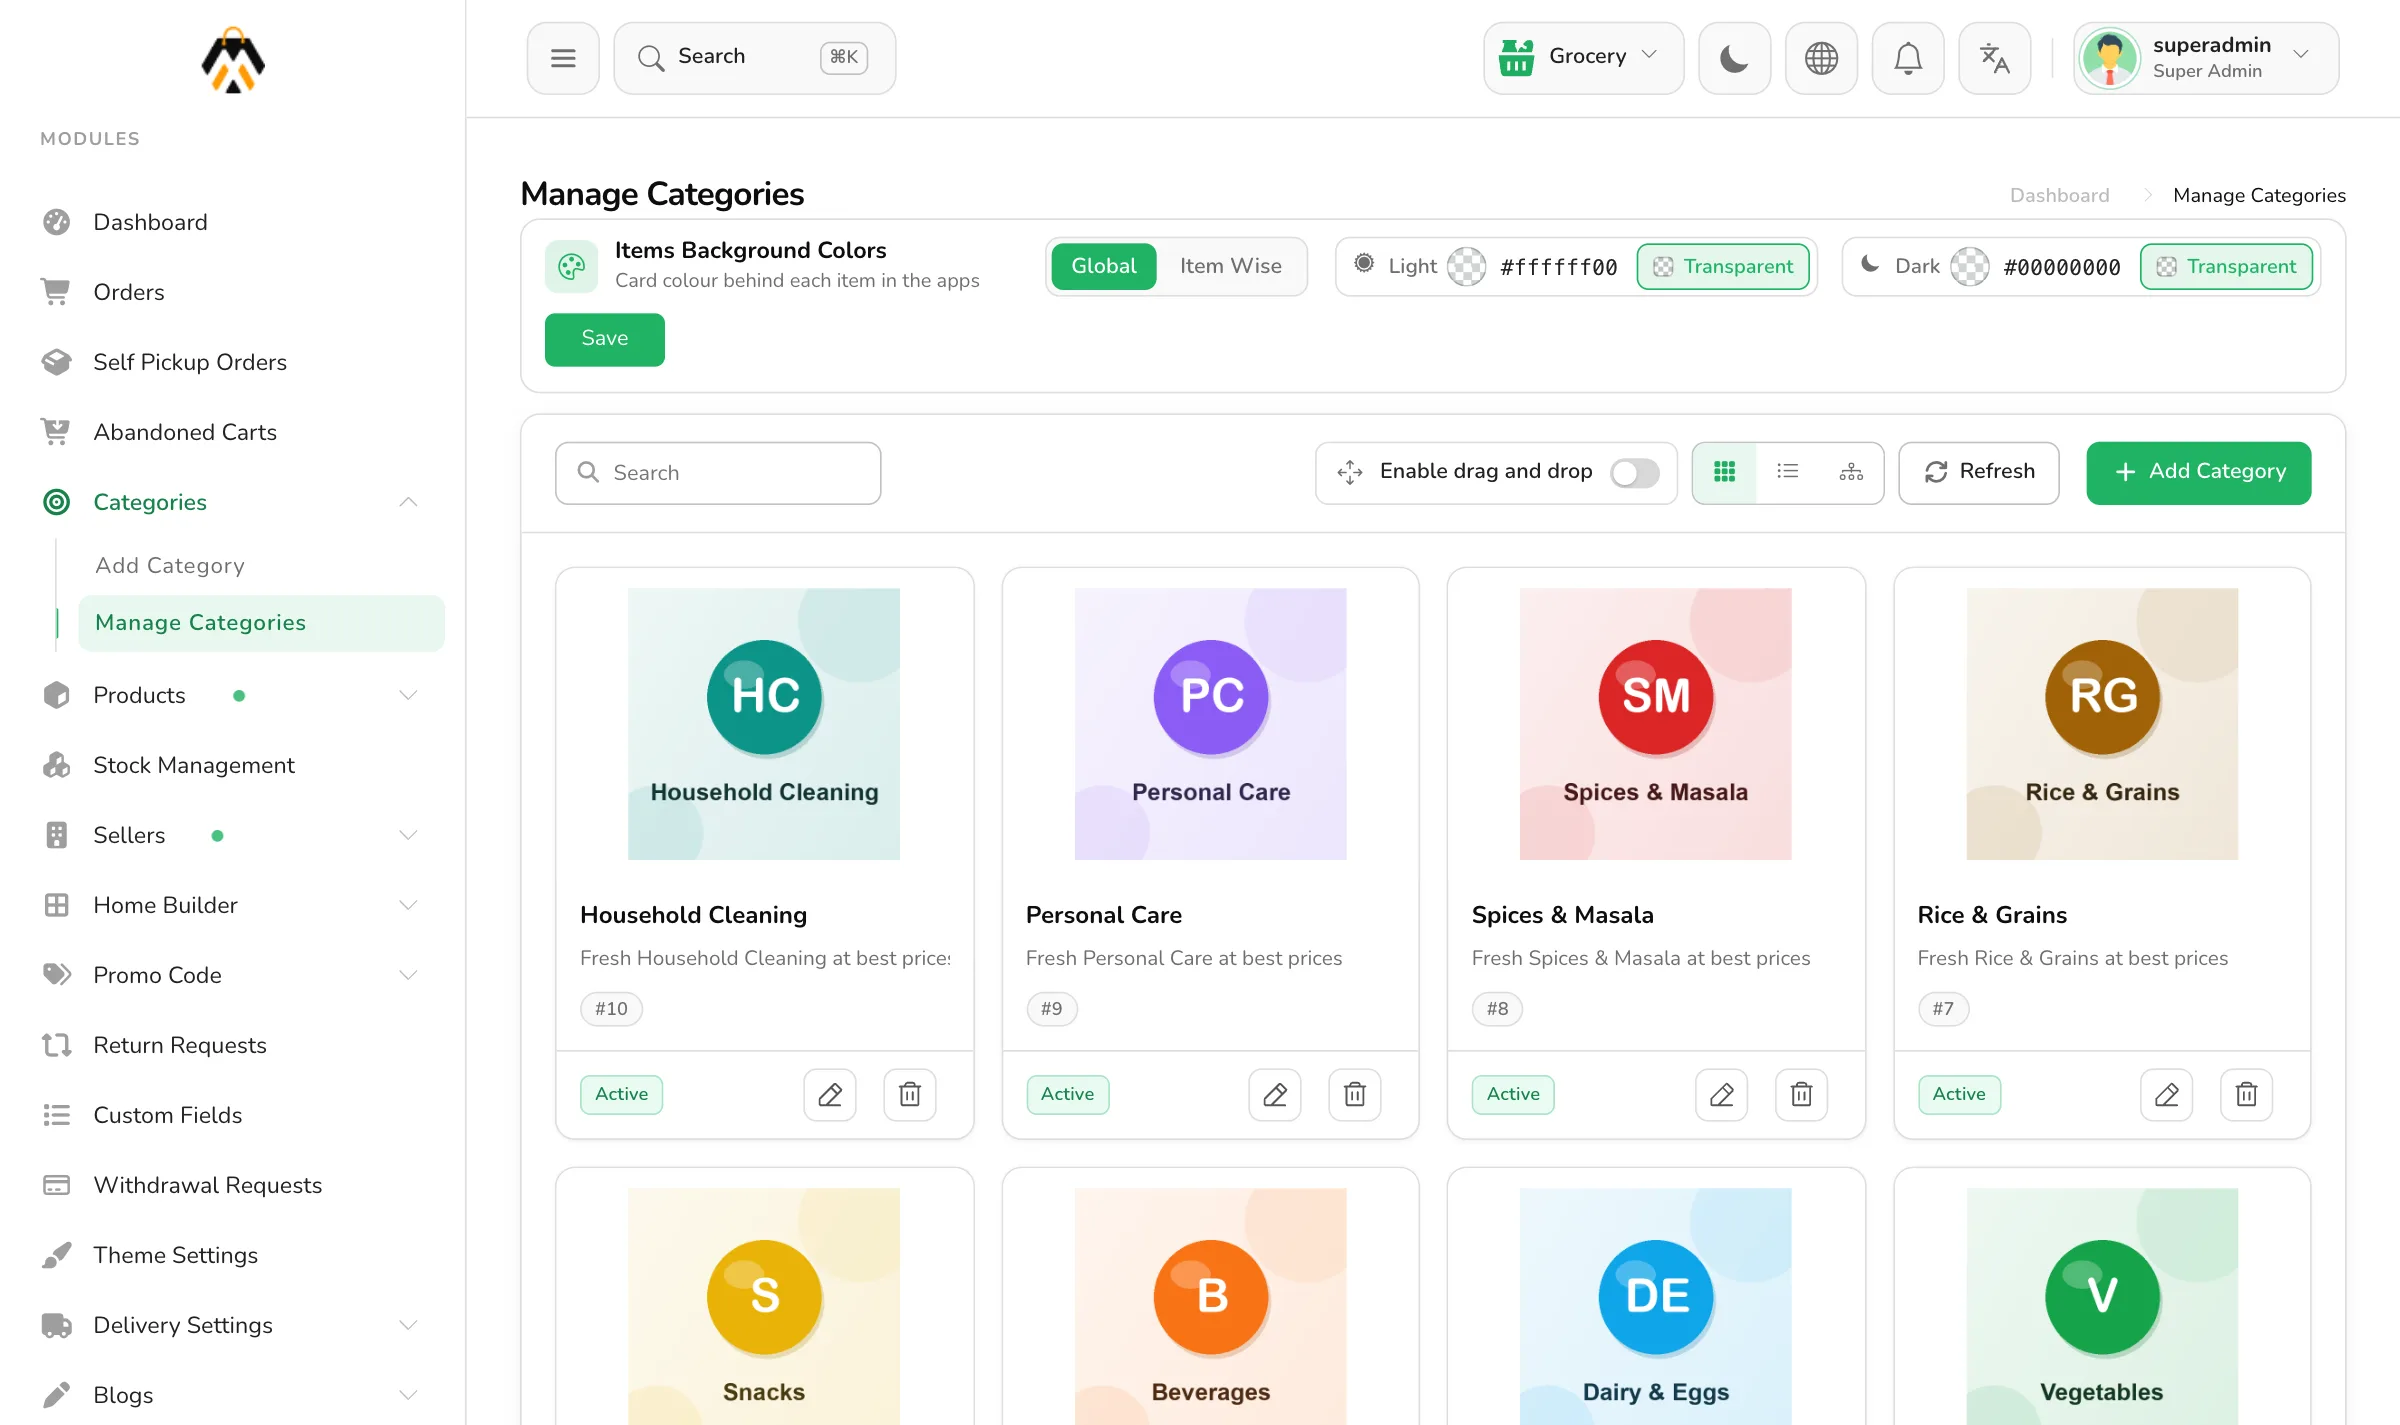 Search ⌘K
Grocery
superadmin
Super Admin
MODULES
Dashboard
Orders
Self Pickup Orders
Abandoned Carts
Categories
Add Category
Manage Categories
Products
Stock Management
Sellers
Home Builder
Promo Code
Return Requests
Custom Fields
Withdrawal Requests
Theme Settings
Delivery Settings
Blogs
Manage Categories
Dashboard Manage Categories
Items Background Colors
Card colour behind each item in the apps
Global Item Wise
Light #ffffff00 Transparent
Dark #00000000 Transparent
Save
Search
Enable drag and drop
Refresh
+ Add Category
HC
Household Cleaning
Household Cleaning
Fresh Household Cleaning at best prices
#10
Active
PC
Personal Care
Personal Care
Fresh Personal Care at best prices
#9
Active
SM
Spices & Masala
Spices & Masala
Fresh Spices & Masala at best prices
#8
Active
RG
Rice & Grains
Rice & Grains
Fresh Rice & Grains at best prices
#7
Active
S
Snacks
B
Beverages
DE
Dairy & Eggs
V
Vegetables